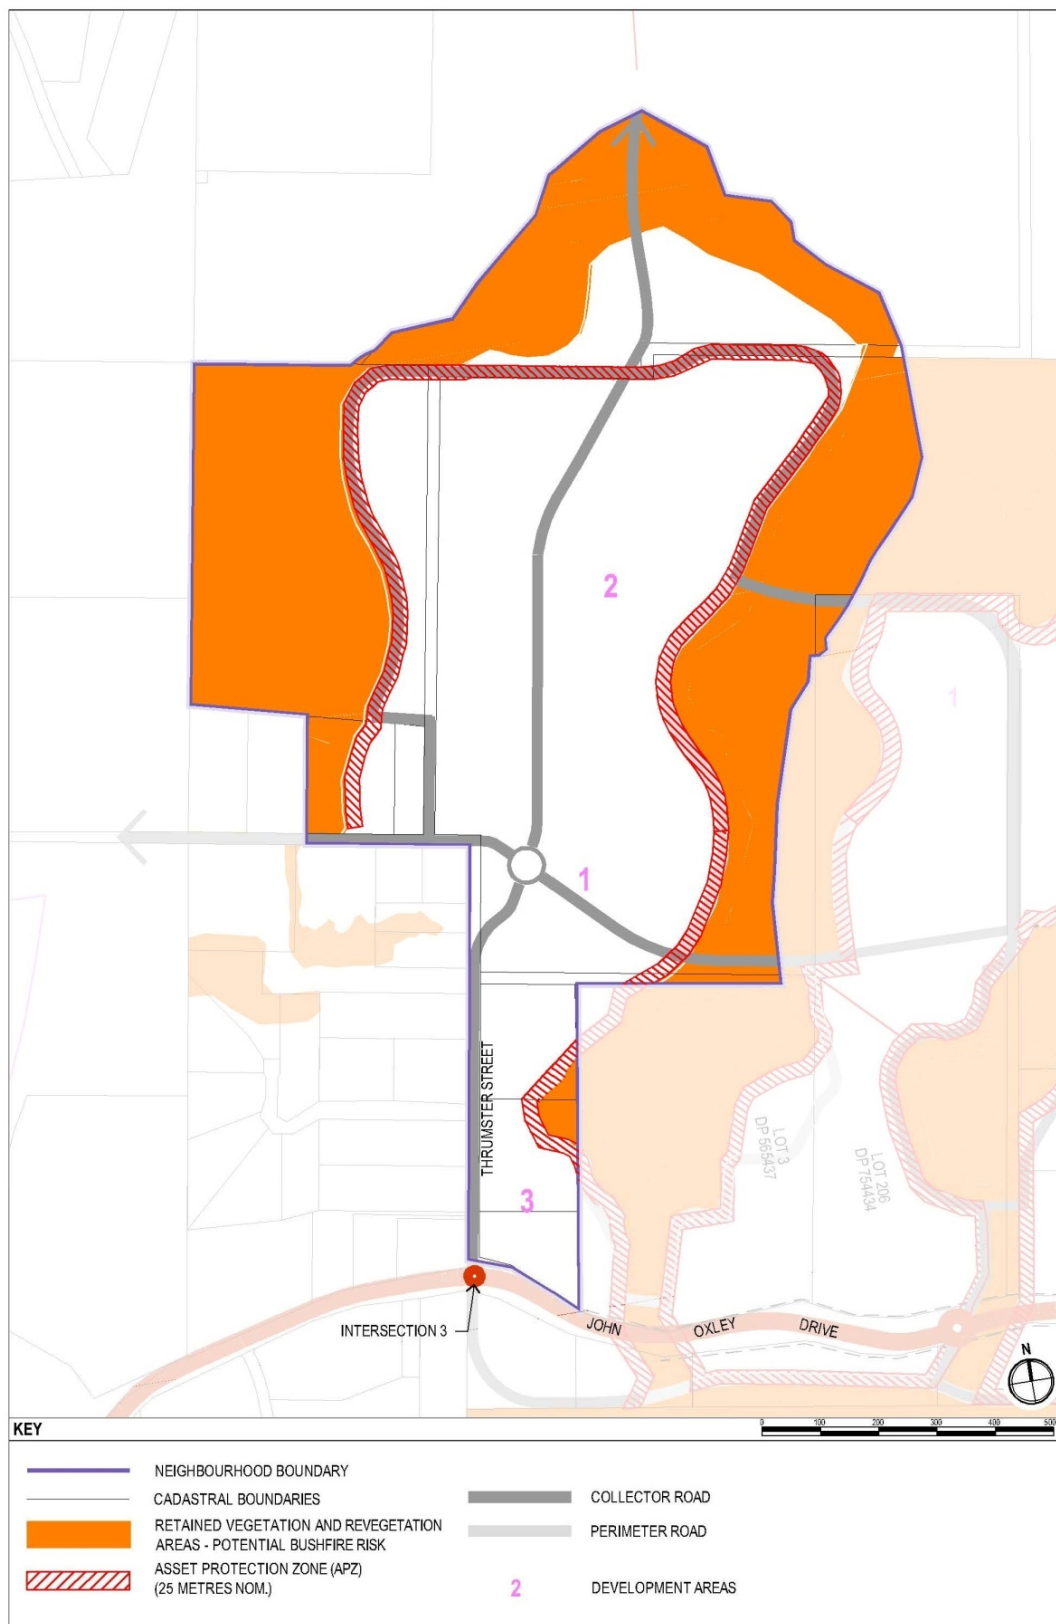 2
1
1
THRUMSTER STREET
LOT 3
DP 565437
LOT 206
DP 754434
3
INTERSECTION 3
JOHN OXLEY DRIVE
N
KEY
0 100 200 300 400 500
NEIGHBOURHOOD BOUNDARY
CADASTRAL BOUNDARIES
RETAINED VEGETATION AND REVEGETATION
AREAS - POTENTIAL BUSHFIRE RISK
ASSET PROTECTION ZONE (APZ)
(25 METRES NOM.)
COLLECTOR ROAD
PERIMETER ROAD
2 DEVELOPMENT AREAS